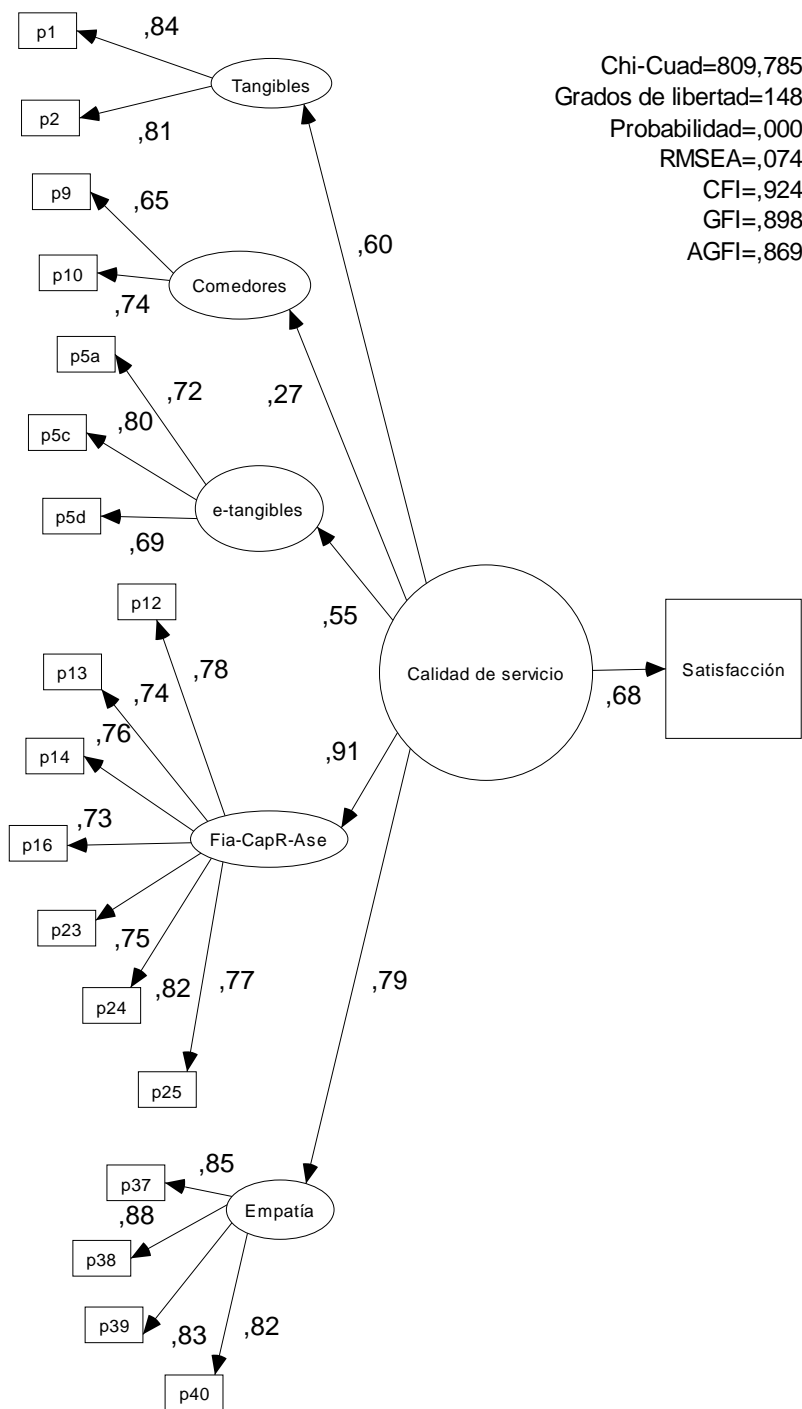 p1
,84
Tangibles
p2
,81
Chi-Cuad=809,785
Grados de libertad=148
Probabilidad=,000
RMSEA=,074
CFI=,924
GFI=,898
AGFI=,869
p9
,65
,60
p10
,74
Comedores
p5a
,72
,27
p5c
,80
e-tangibles
p5d
,69
,55
p12
,78
p13
,74
Calidad de servicio
,68
Satisfacción
p14
,76
,91
p16
,73
Fia-CapR-Ase
p23
,75
p24
,82
,77
,79
p25
p37
,85
Empatía
,88
p38
p39
,83
,82
p40